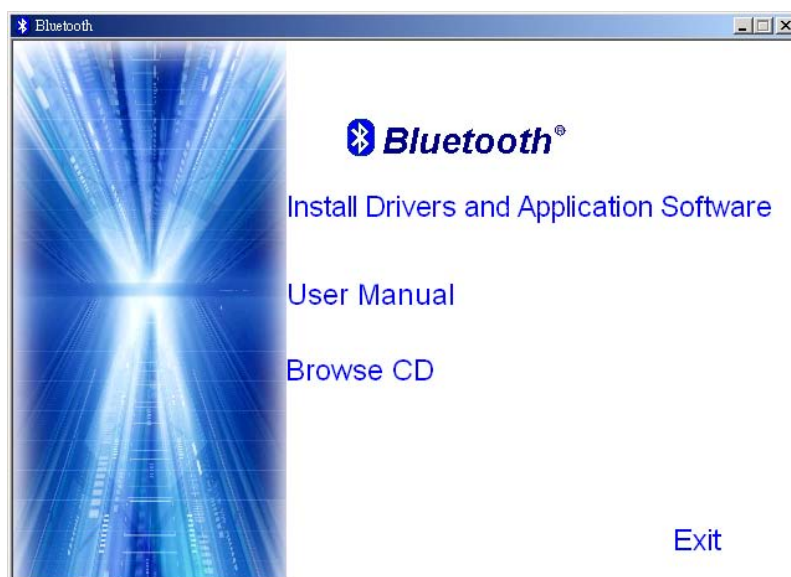 Bluetooth
Bluetooth®
Install Drivers and Application Software
User Manual
Browse CD
Exit